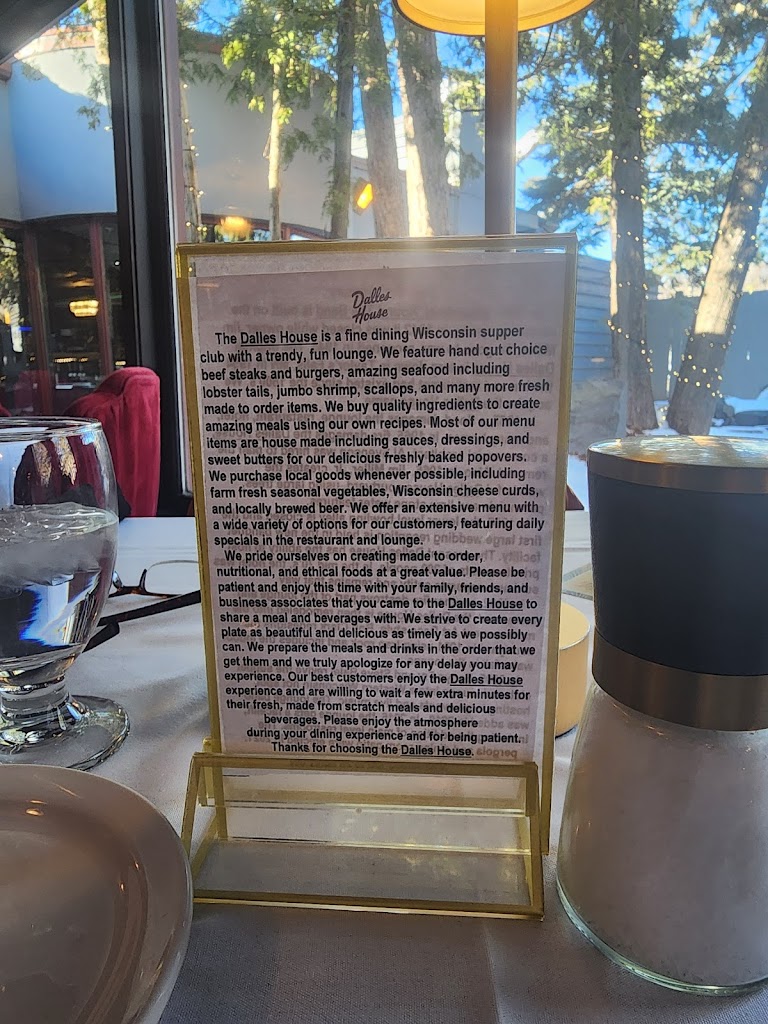 Dalles
House
The Dalles House is a fine dining Wisconsin supper
club with a trendy, fun lounge. We feature hand cut choice
beef steaks and burgers, amazing seafood including
lobster tails, jumbo shrimp, scallops, and many more fresh
made to order items. We buy quality ingredients to create
amazing meals using our own recipes. Most of our menu
items are house made including sauces, dressings, and
sweet butters for our delicious freshly baked popovers.
We purchase local goods whenever possible, including
farm fresh seasonal vegetables, Wisconsin cheese curds,
and locally brewed beer. We offer an extensive menu with
a wide variety of options for our customers, featuring daily
specials in the restaurant and lounge.
We pride ourselves on creating made to order,
nutritional, and ethical foods at a great value. Please be
patient and enjoy this time with your family, friends, and
business associates that you came to the Dalles House to
share a meal and beverages with. We strive to create every
plate as beautiful and delicious as timely as we possibly
can. We prepare the meals and drinks in the order that we
get them and we truly apologize for any delay you may
experience. Our best customers enjoy the Dalles House
experience and are willing to wait a few extra minutes for
their fresh, made from scratch meals and delicious
beverages. Please enjoy the atmosphere
during your dining experience and for being patient.
Thanks for choosing the Dalles House.